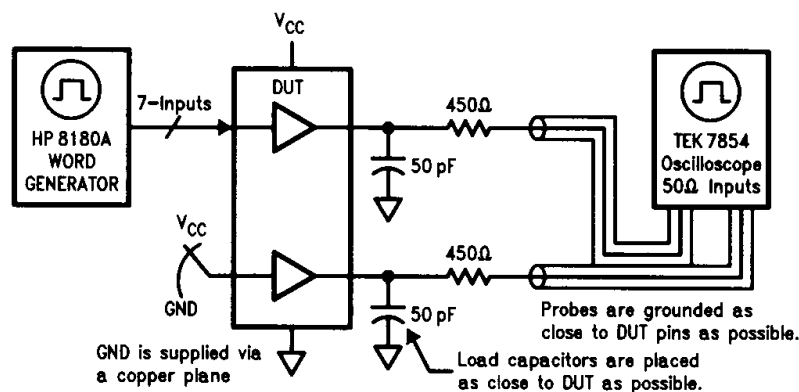 VCC
DUT
7-Inputs
HP 8180A
WORD
GENERATOR
450Ω
50 pF
TEK 7854
Oscilloscope
50Ω Inputs
VCC
GND
450Ω
50 pF
GND is supplied via
a copper plane
Probes are grounded as
close to DUT pins as possible.
Load capacitors are placed
as close to DUT as possible.